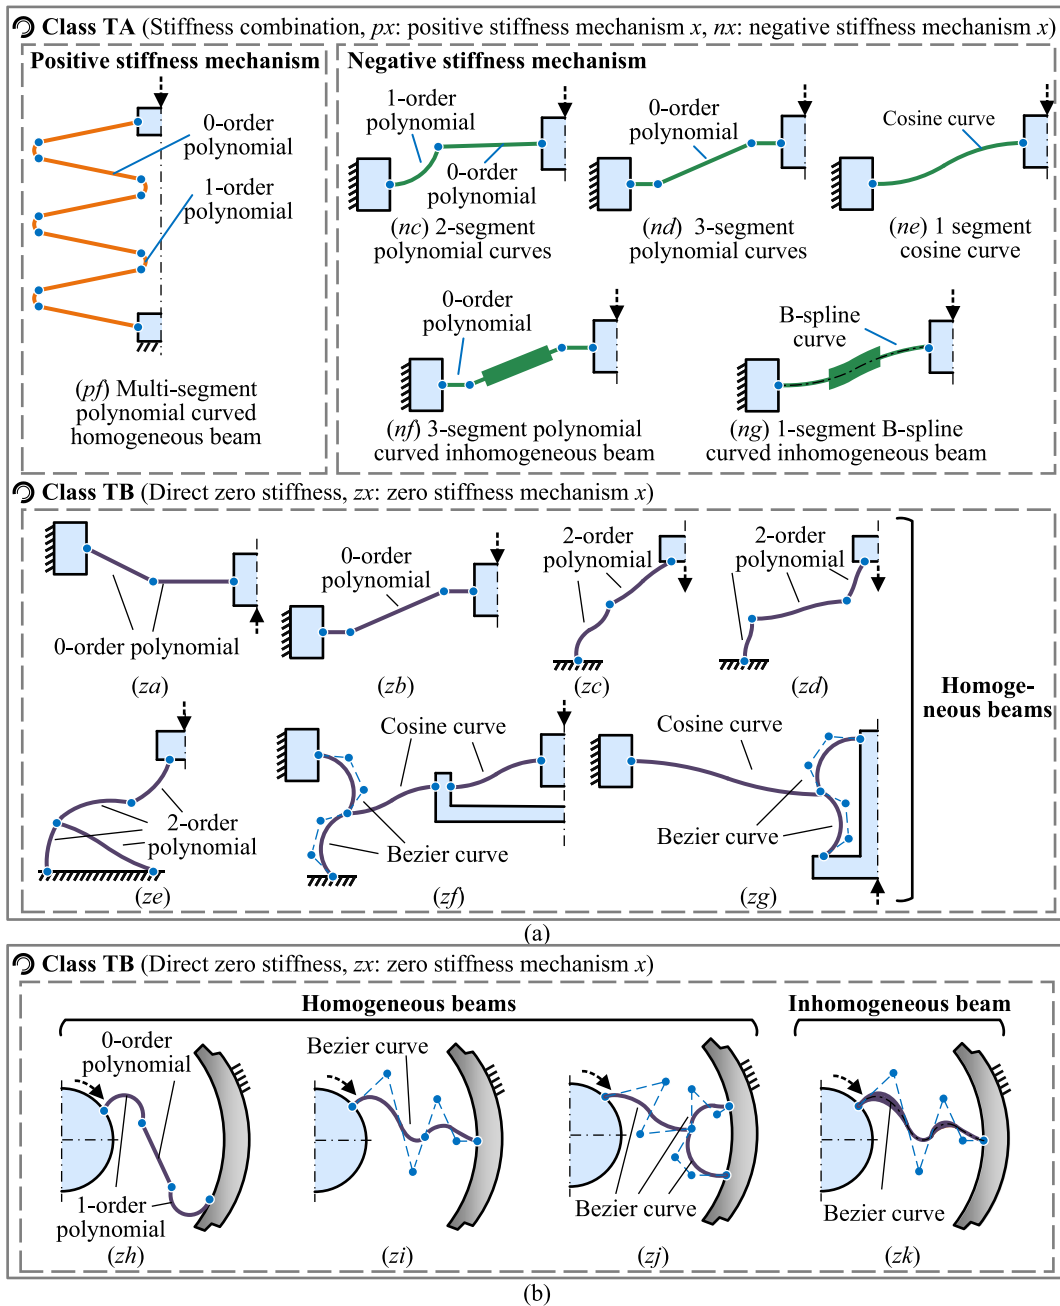 Class TA (Stiffness combination, px: positive stiffness mechanism x, nx: negative stiffness mechanism x)
Positive stiffness mechanism
0-order
polynomial
1-order
polynomial
(pf) Multi-segment
polynomial curved
homogeneous beam
Negative stiffness mechanism
1-order
polynomial
0-order
polynomial
(nc) 2-segment
polynomial curves
0-order
polynomial
(nd) 3-segment
polynomial curves
Cosine curve
(ne) 1 segment
cosine curve
0-order
polynomial
(nf) 3-segment polynomial
curved inhomogeneous beam
B-spline
curve
(ng) 1-segment B-spline
curved inhomogeneous beam
Class TB (Direct zero stiffness, zx: zero stiffness mechanism x)
0-order polynomial
(za)
0-order
polynomial
(zb)
2-order
polynomial
(zc)
2-order
polynomial
(zd)
Homoge-
neous beams
2-order
polynomial
(ze)
Cosine curve
Bezier curve
(zf)
Cosine curve
Bezier curve
(zg)
(a)
Class TB (Direct zero stiffness, zx: zero stiffness mechanism x)
Homogeneous beams
Inhomogeneous beam
0-order
polynomial
1-order
polynomial
(zh)
Bezier curve
(zi)
Bezier curve
(zj)
Bezier curve
(zk)
(b)